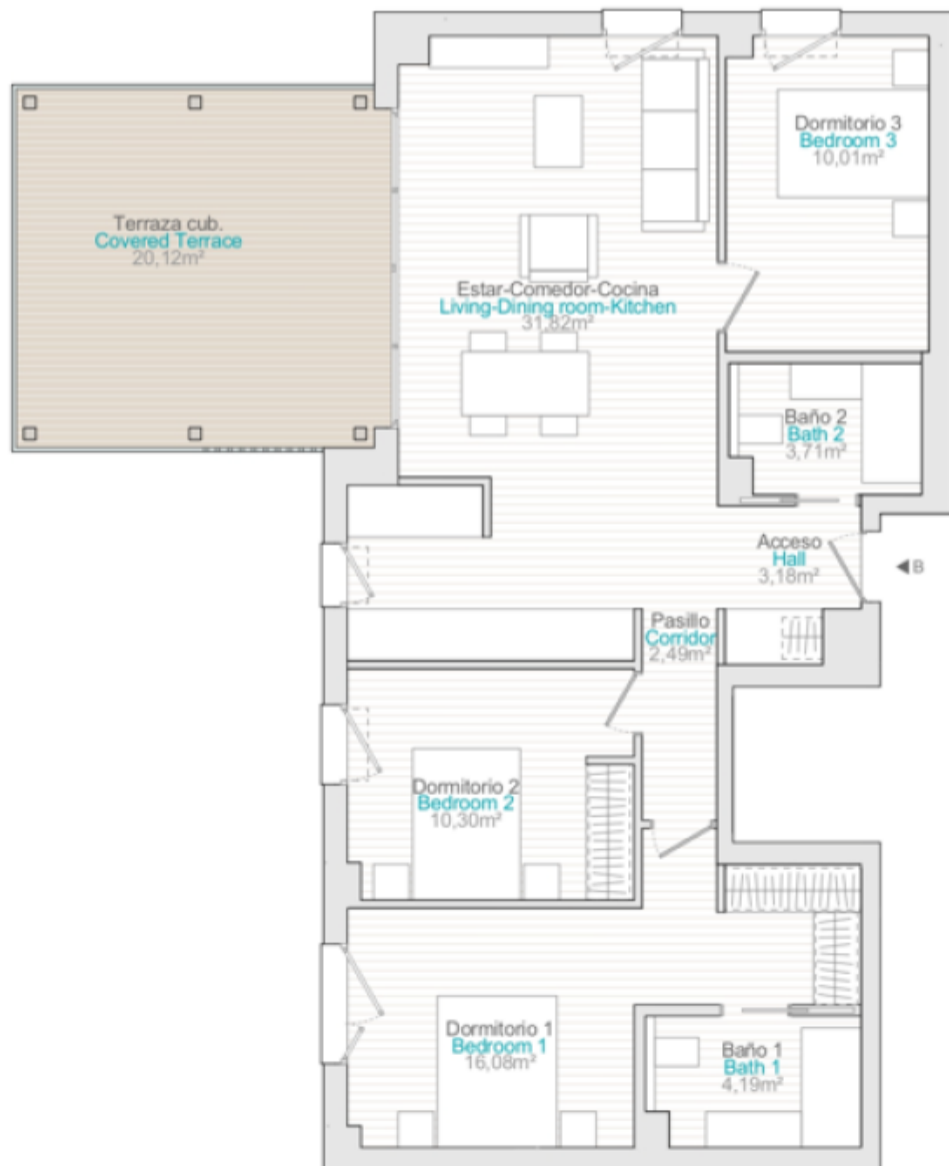 Dormitorio 3
Bedroom 3
10,01m²
Terraza cub.
Covered Terrace
20,12m²
Estar-Comedor-Cocina
Living-Dining room-Kitchen
31,82m²
Baño 2
Bath 2
3,71m²
Acceso
Hall
3,18m²
◀B
Pasillo
Corridor
2,49m²
Dormitorio 2
Bedroom 2
10,30m²
Dormitorio 1
Bedroom 1
16,08m²
Baño 1
Bath 1
4,19m²